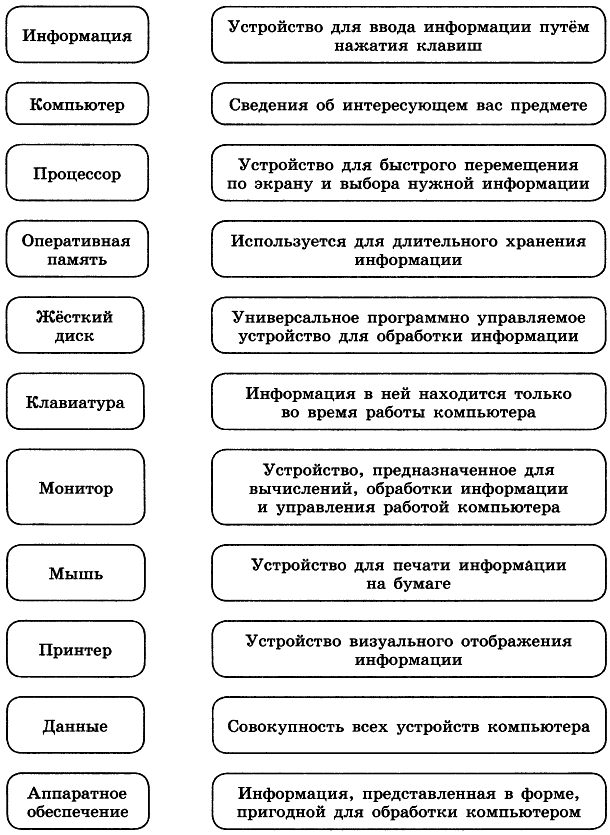 Информация
Устройство для ввода информации путём
нажатия клавиш
Компьютер
Сведения об интересующем вас предмете
Процессор
Устройство для быстрого перемещения
по экрану и выбора нужной информации
Оперативная
память
Используется для длительного хранения
информации
Жёсткий
диск
Универсальное программно управляемое
устройство для обработки информации
Клавиатура
Информация в ней находится только
во время работы компьютера
Монитор
Устройство, предназначенное для
вычислений, обработки информации
и управления работой компьютера
Мышь
Устройство для печати информации
на бумаге
Принтер
Устройство визуального отображения
информации
Данные
Совокупность всех устройств компьютера
Аппаратное
обеспечение
Информация, представленная в форме,
пригодной для обработки компьютером